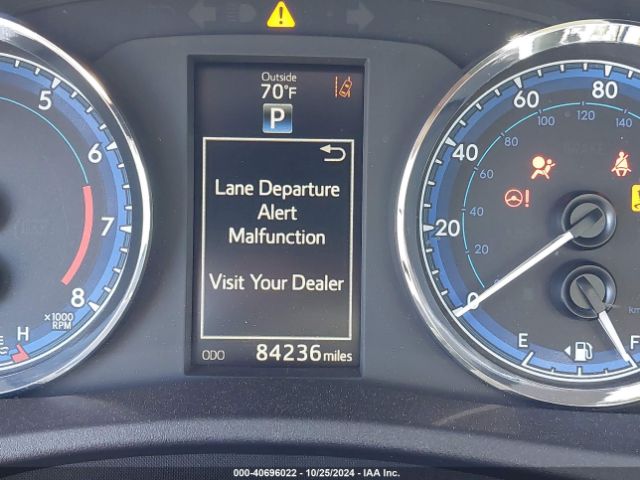 Outside
70°F
P
Lane Departure
Alert
Malfunction
Visit Your Dealer
ODO 84236 miles
5
6
7
8
x1000
RPM
H
0
20
40
60
80
20
40
60
80
100
120
140
E
F
000-40696022 - 10/25/2024 - IAA Inc.